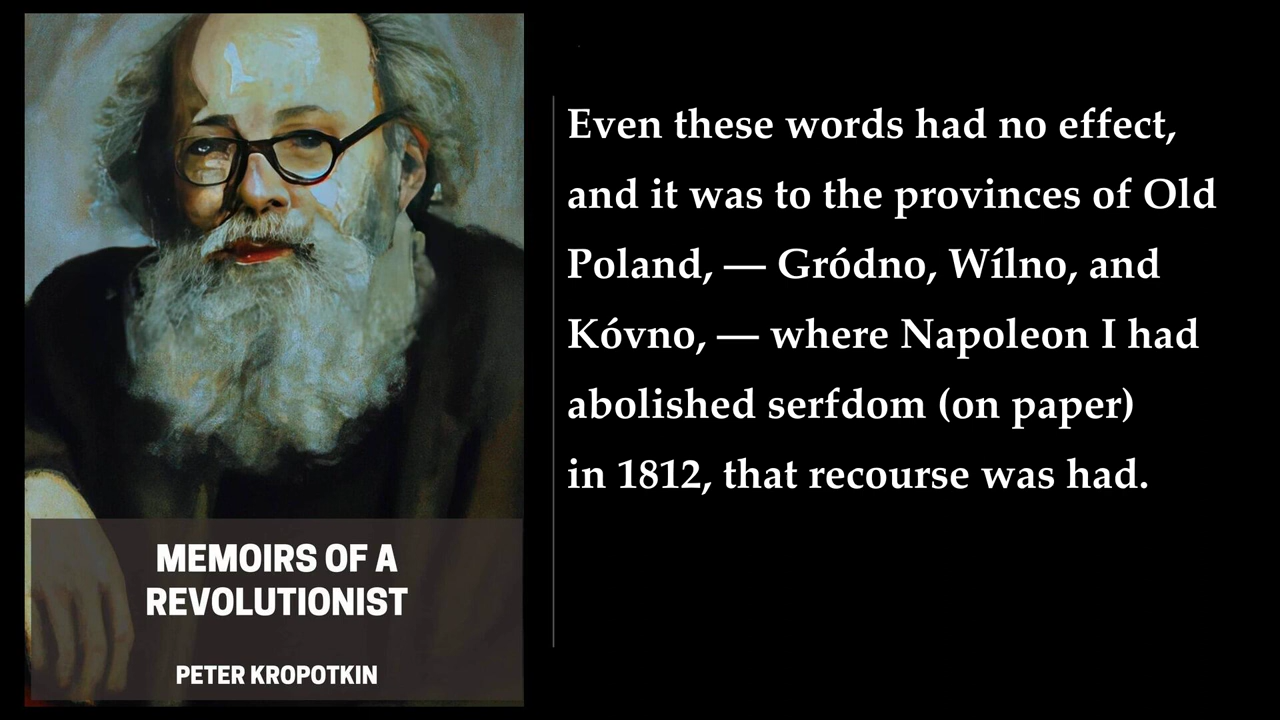 MEMOIRS OF A
REVOLUTIONIST
PETER KROPOTKIN
Even these words had no effect,
and it was to the provinces of Old
Poland, — Gródno, Wílno, and
Kóvno, — where Napoleon I had
abolished serfdom (on paper)
in 1812, that recourse was had.